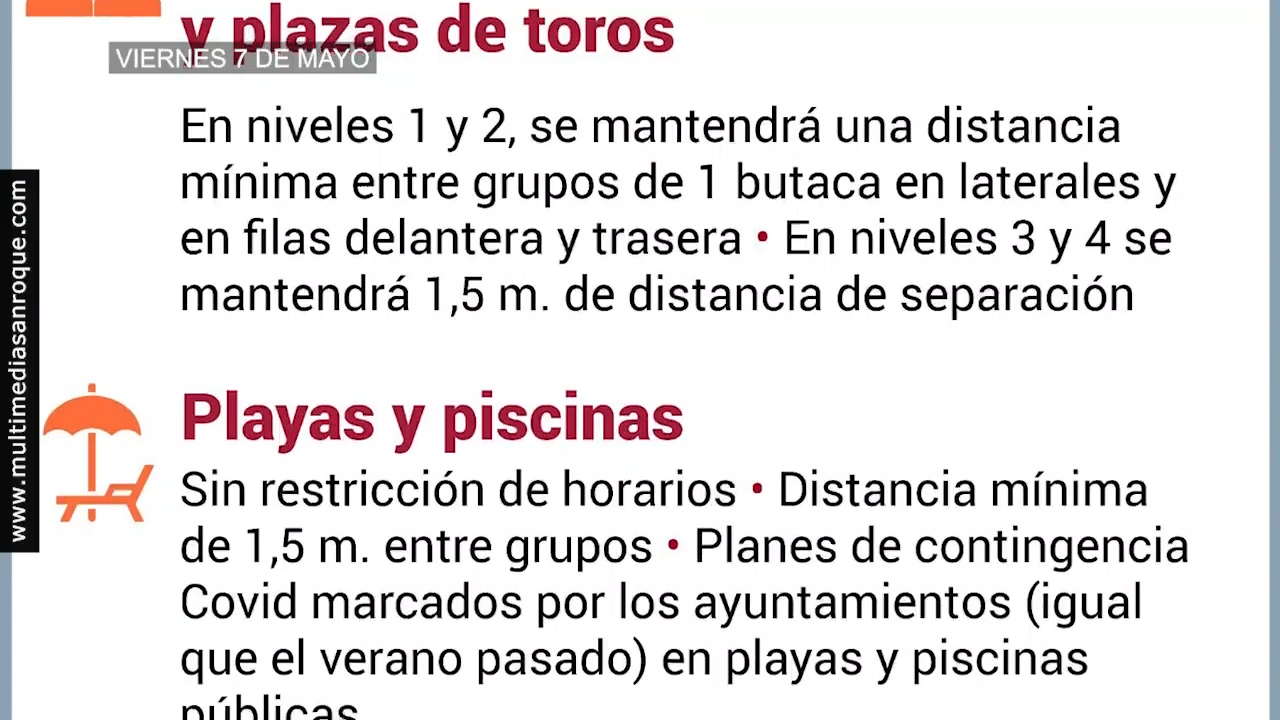 y plazas de toros
VIERNES 7 DE MAYO
En niveles 1 y 2, se mantendrá una distancia
mínima entre grupos de 1 butaca en laterales y
en filas delantera y trasera • En niveles 3 y 4 se
mantendrá 1,5 m. de distancia de separación
www.multimediasanroque.com
Playas y piscinas
Sin restricción de horarios • Distancia mínima
de 1,5 m. entre grupos • Planes de contingencia
Covid marcados por los ayuntamientos (igual
que el verano pasado) en playas y piscinas
públicas